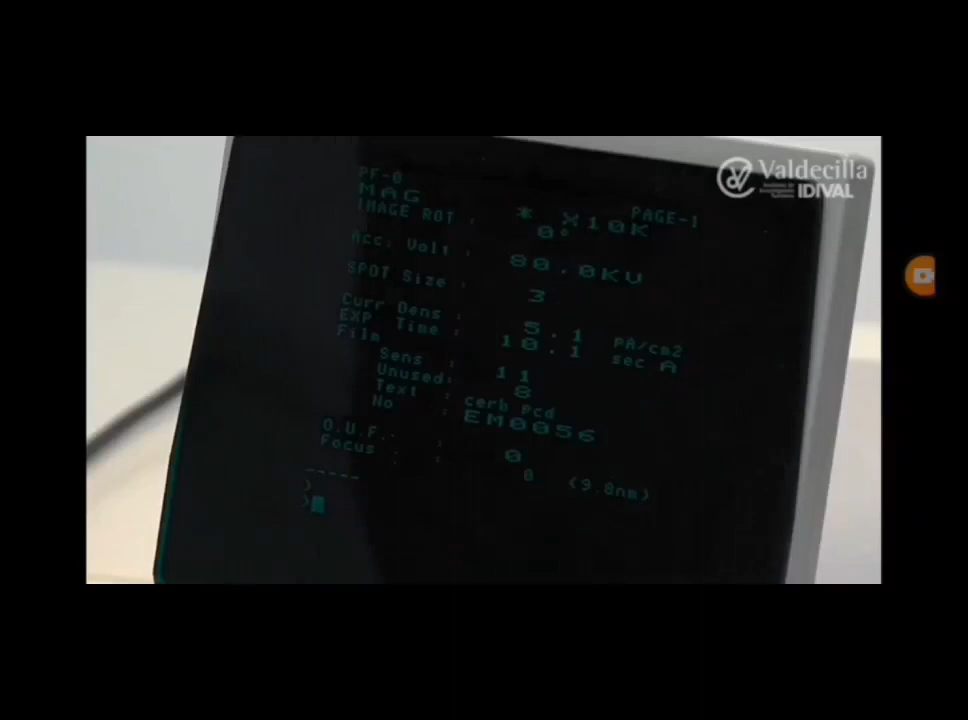 Valdecilla
IDIVAL
PF-0
PAGE-1
MAG * X10K
IMAGE ROT : 0°
Acc. Volt : 80.0KV
SPOT Size : 3
Curr Dens : 5.1 pA/cm2
EXP. Time : 10.1 sec A
Film
Sens : 11
Unused: 8
Text : cerb pcd
No : EM0056
O.U.F.: : 0
Focus : : 0 (9.8nm)
-----
>
>